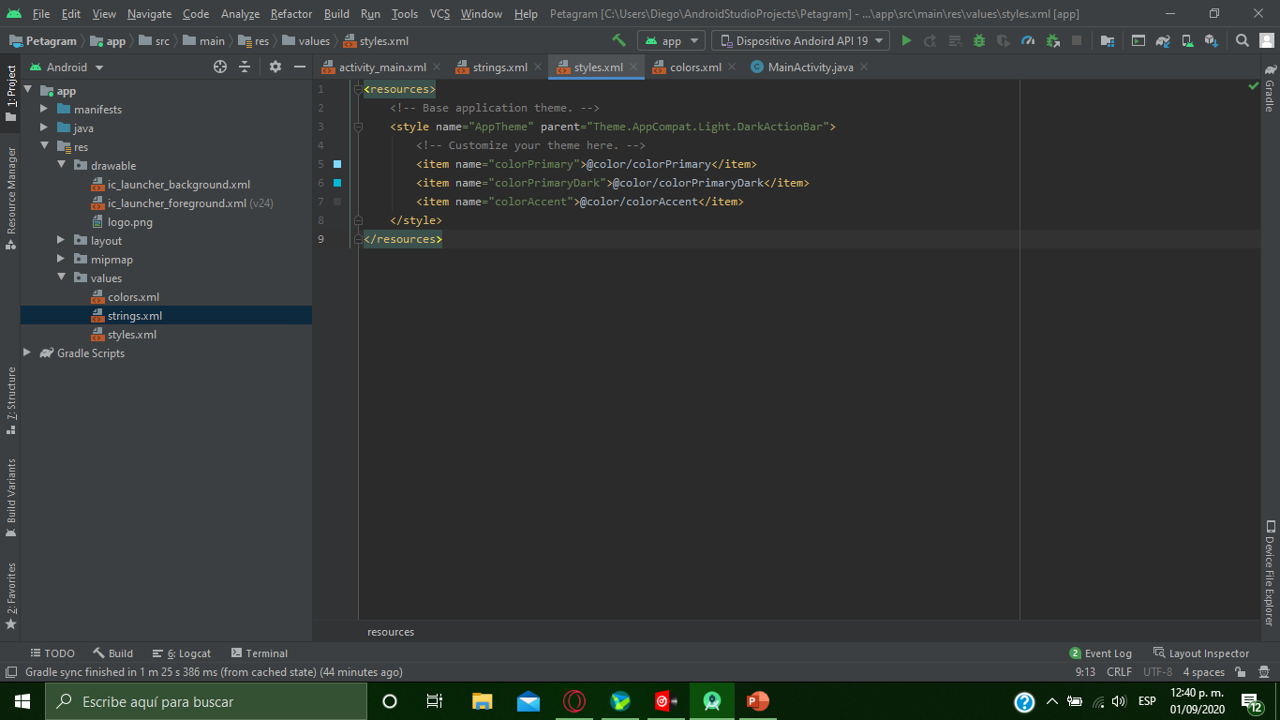 File Edit View Navigate Code Analyze Refactor Build Run Tools VCS Window Help Petagram [C:\Users\Diego\AndroidStudioProjects\Petagram] - ...\app\src\main\res\values\styles.xml [app]
Petagram app src main res values styles.xml app Dispositivo Andoird API 19
Android activity_main.xml strings.xml styles.xml colors.xml MainActivity.java
1: Project
Resource Manager
7: Structure
Build Variants
2: Favorites
app
manifests
java
res
drawable
ic_launcher_background.xml
ic_launcher_foreground.xml (v24)
logo.png
layout
mipmap
values
colors.xml
strings.xml
styles.xml
Gradle Scripts
1 <resources>
2 <!-- Base application theme. -->
3 <style name="AppTheme" parent="Theme.AppCompat.Light.DarkActionBar">
4 <!-- Customize your theme here. -->
5 <item name="colorPrimary">@color/colorPrimary</item>
6 <item name="colorPrimaryDark">@color/colorPrimaryDark</item>
7 <item name="colorAccent">@color/colorAccent</item>
8 </style>
9 </resources>
Gradle
Device File Explorer
resources
TODO Build 6: Logcat Terminal 2 Event Log Layout Inspector
Gradle sync finished in 1 m 25 s 386 ms (from cached state) (44 minutes ago) 9:13 CRLF UTF-8 4 spaces
Escribe aquí para buscar ESP 12:40 p. m.
01/09/2020 12